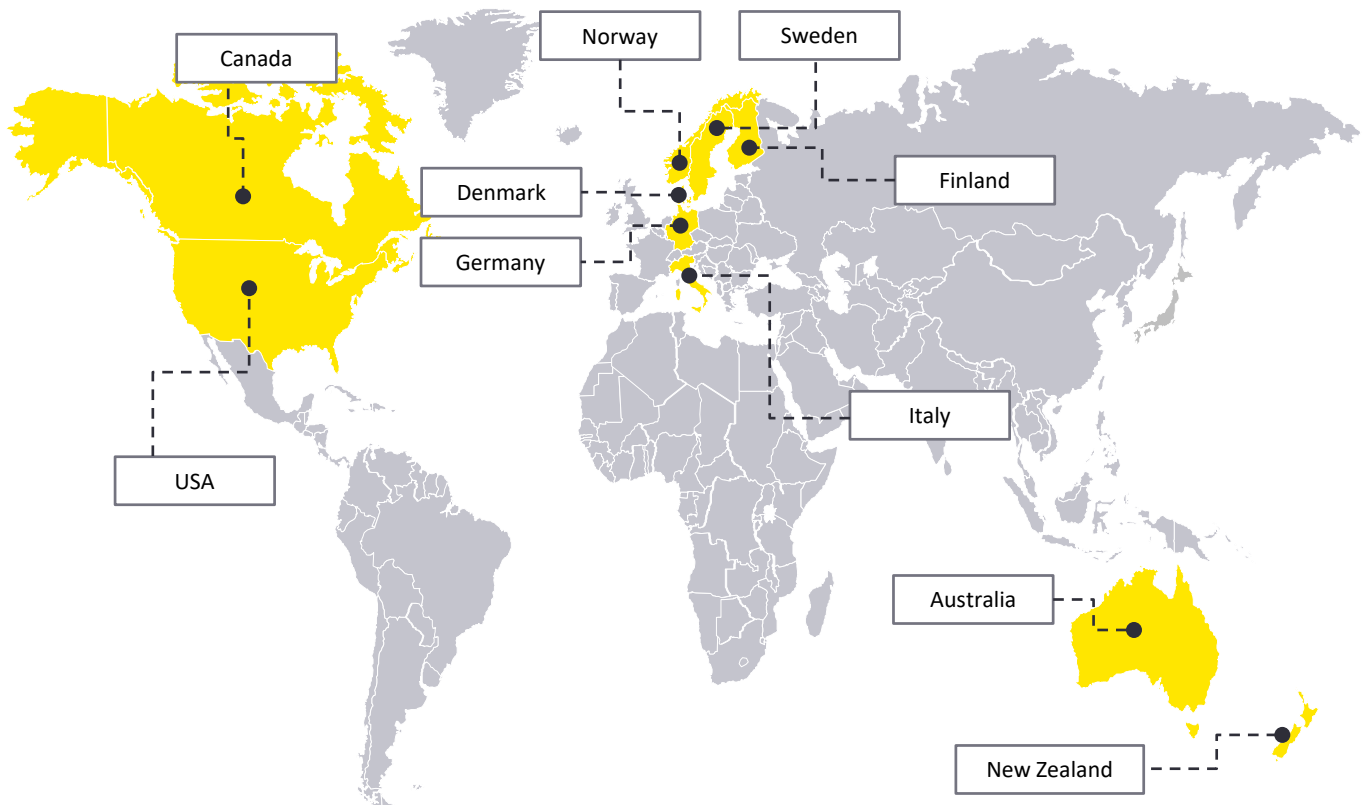 Norway
Sweden
Canada
Finland
Denmark
Germany
Italy
USA
Australia
New Zealand